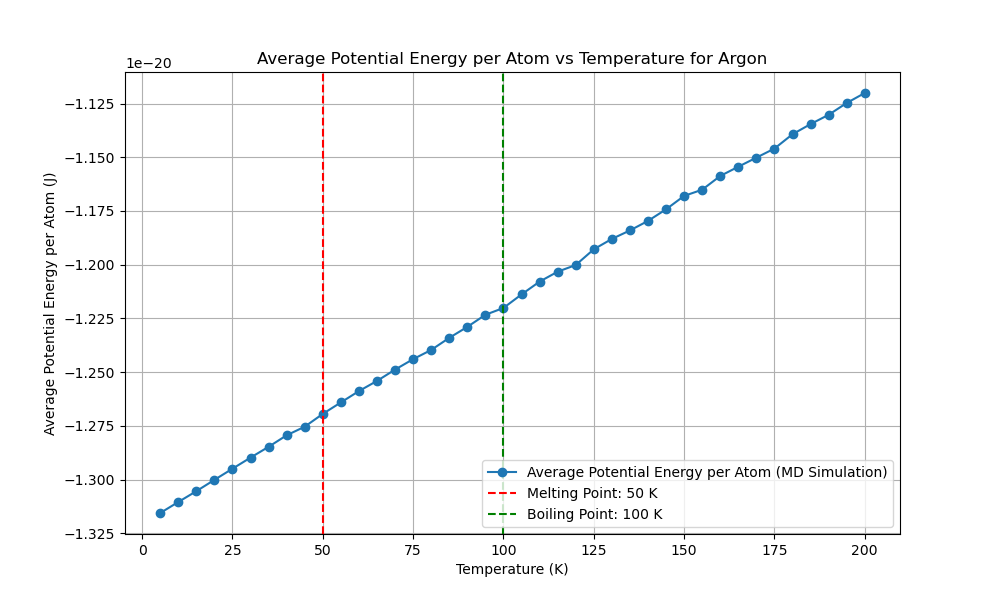 Average Potential Energy per Atom vs Temperature for Argon
1e−20
−1.125
−1.150
−1.175
−1.200
−1.225
−1.250
−1.275
−1.300
−1.325
Average Potential Energy per Atom (J)
Average Potential Energy per Atom (MD Simulation)
Melting Point: 50 K
Boiling Point: 100 K
0 25 50 75 100 125 150 175 200
Temperature (K)